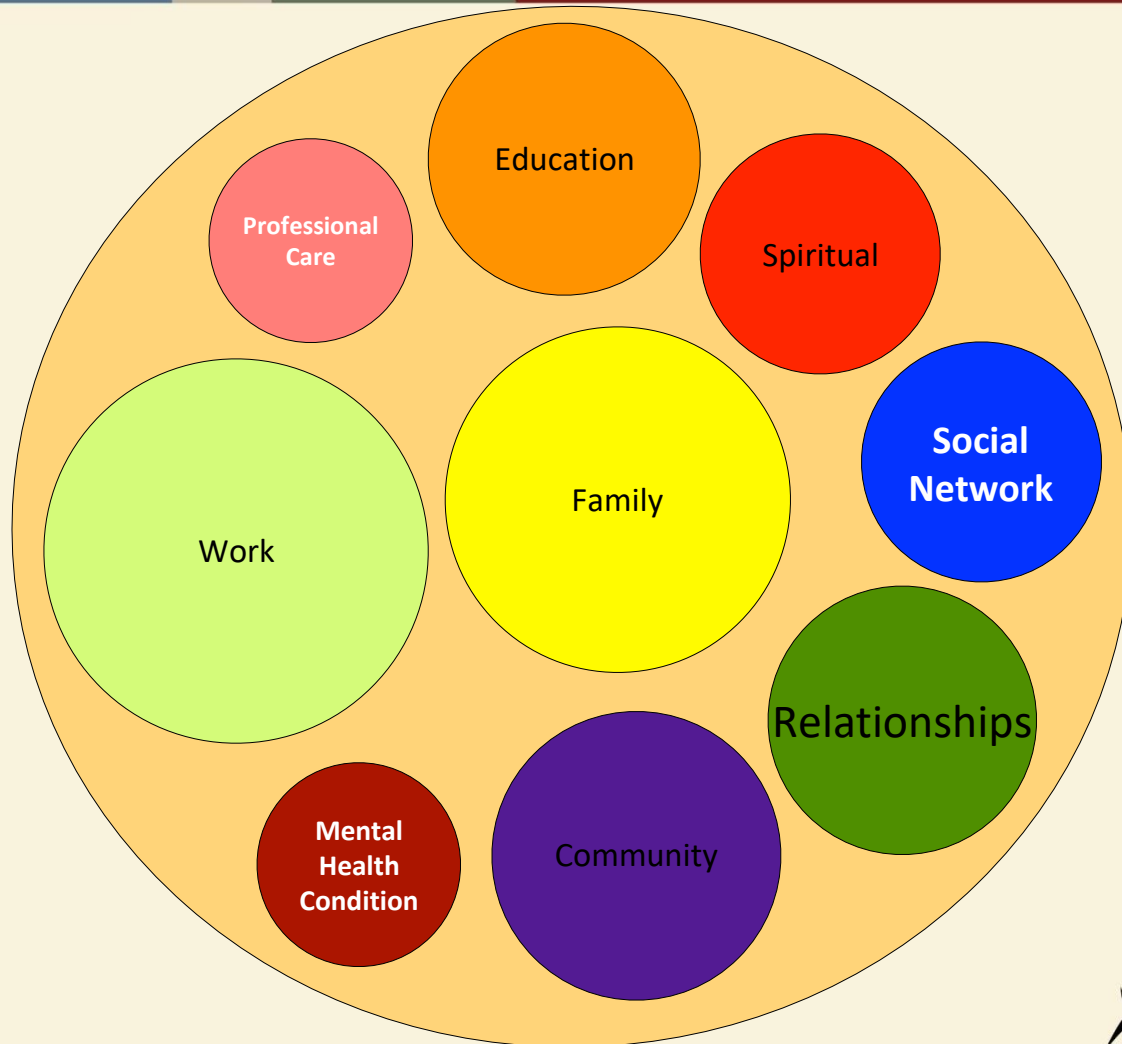 Education
Professional
Care
Spiritual
Social
Network
Family
Work
Relationships
Mental
Health
Condition
Community